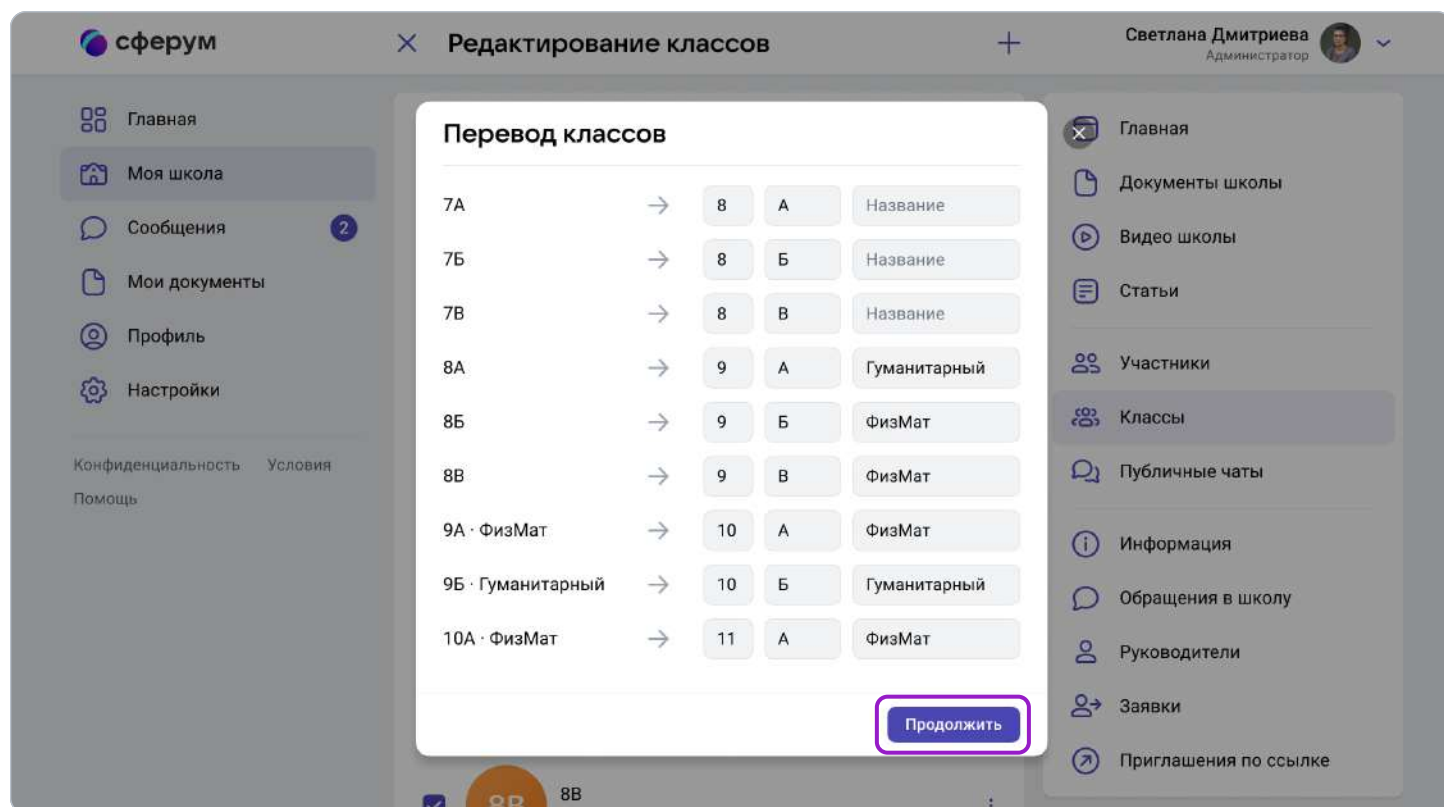 сферум
Редактирование классов
Светлана Дмитриева
Администратор
Главная
Моя школа
Сообщения 2
Мои документы
Профиль
Настройки
Конфиденциальность Условия
Помощь
Перевод классов
7А → 8 А Название
7Б → 8 Б Название
7В → 8 В Название
8А → 9 А Гуманитарный
8Б → 9 Б ФизМат
8В → 9 В ФизМат
9А · ФизМат → 10 А ФизМат
9Б · Гуманитарный → 10 Б Гуманитарный
10А · ФизМат → 11 А ФизМат
Продолжить
8В
8В
Главная
Документы школы
Видео школы
Статьи
Участники
Классы
Публичные чаты
Информация
Обращения в школу
Руководители
Заявки
Приглашения по ссылке